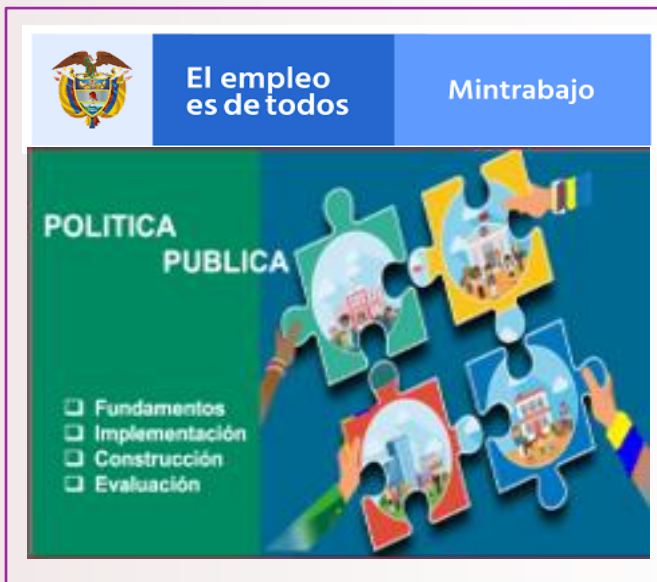 El empleo
es de todos
Mintrabajo
POLITICA
PUBLICA
❑ Fundamentos
❑ Implementación
❑ Construcción
❑ Evaluación